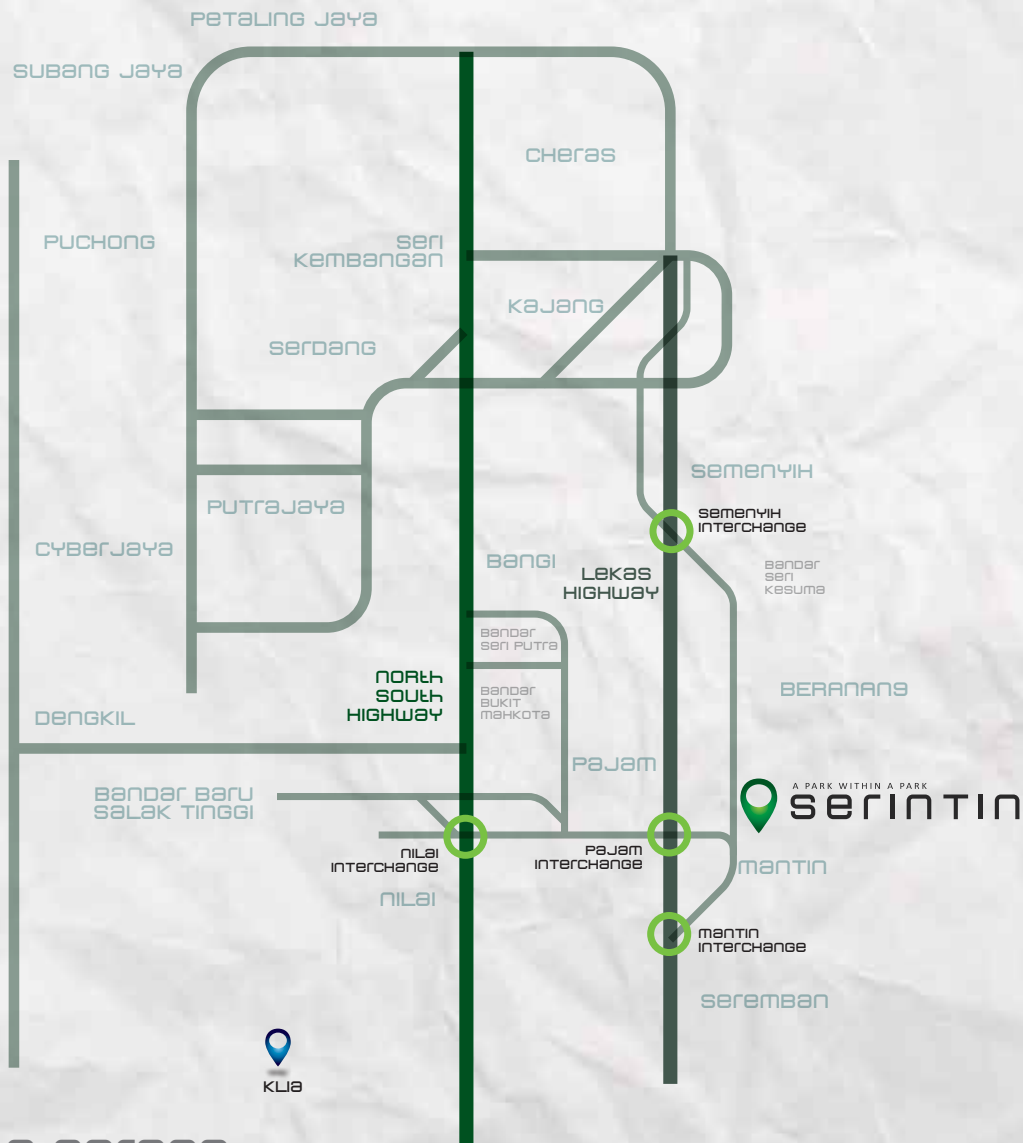 PETALING JAYA
SUBANG JAYA
CHERAS
PUCHONG
SERI
KEMBANGAN
KAJANG
SERDANG
SEMENYIH
PUTRAJAYA
SEMENYIH
INTERCHANGE
CYBERJAYA
BANGI
LEKAS
HIGHWAY
BANDAR
SERI
KESUMA
BANDAR
SERI PUTRA
NORTH
SOUTH
HIGHWAY
BANDAR
BUKIT
MAHKOTA
BERANANG
DENGKIL
PAJAM
BANDAR BARU
SALAK TINGGI
A PARK WITHIN A PARK
SERINTIN
NILAI
INTERCHANGE
PAJAM
INTERCHANGE
MANTIN
NILAI
MANTIN
INTERCHANGE
SEREMBAN
KLIA